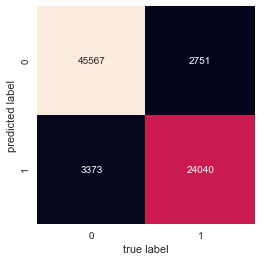 predicted label
0
45567 2751
1
3373 24040
0 1
true label